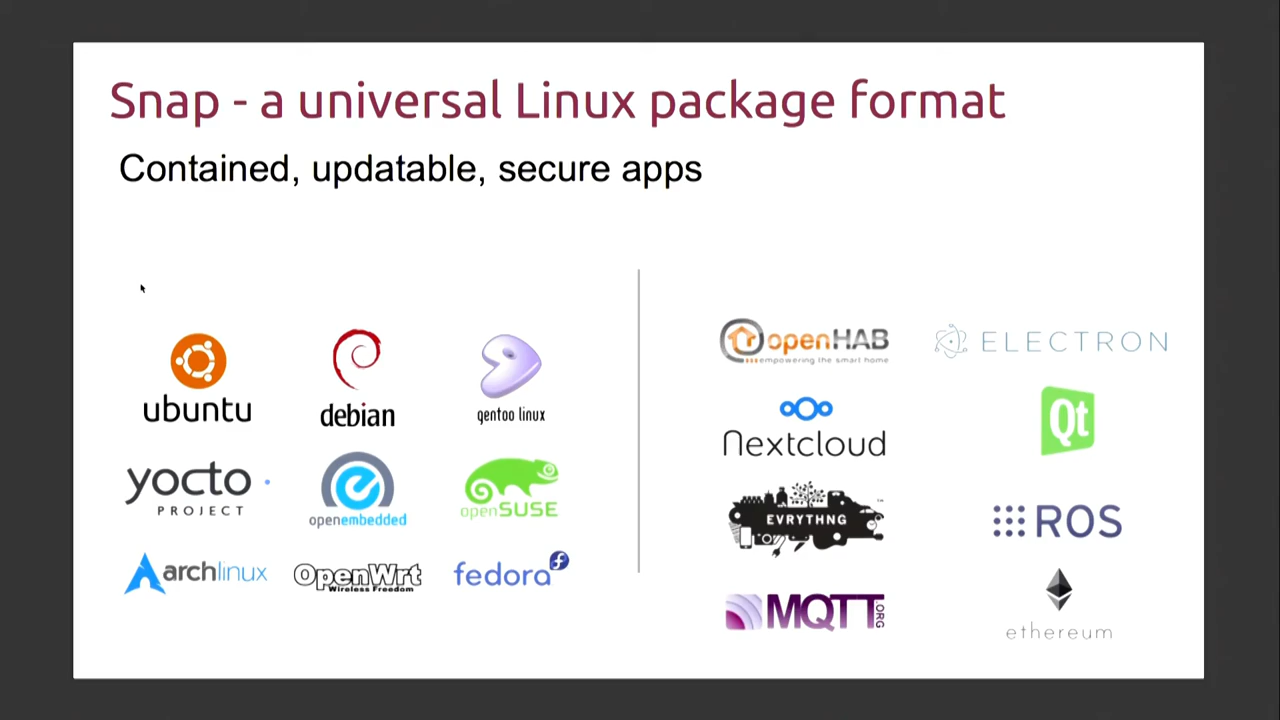 Snap - a universal Linux package format
Contained, updatable, secure apps
ubuntu
debian
gentoo linux
yocto
PROJECT
openembedded
openSUSE
archlinux
OpenWrt
Wireless Freedom
fedora
openHAB
empowering the smart home
ELECTRON
Nextcloud
Qt
EVRYTHNG
ROS
MQTT.ORG
ethereum